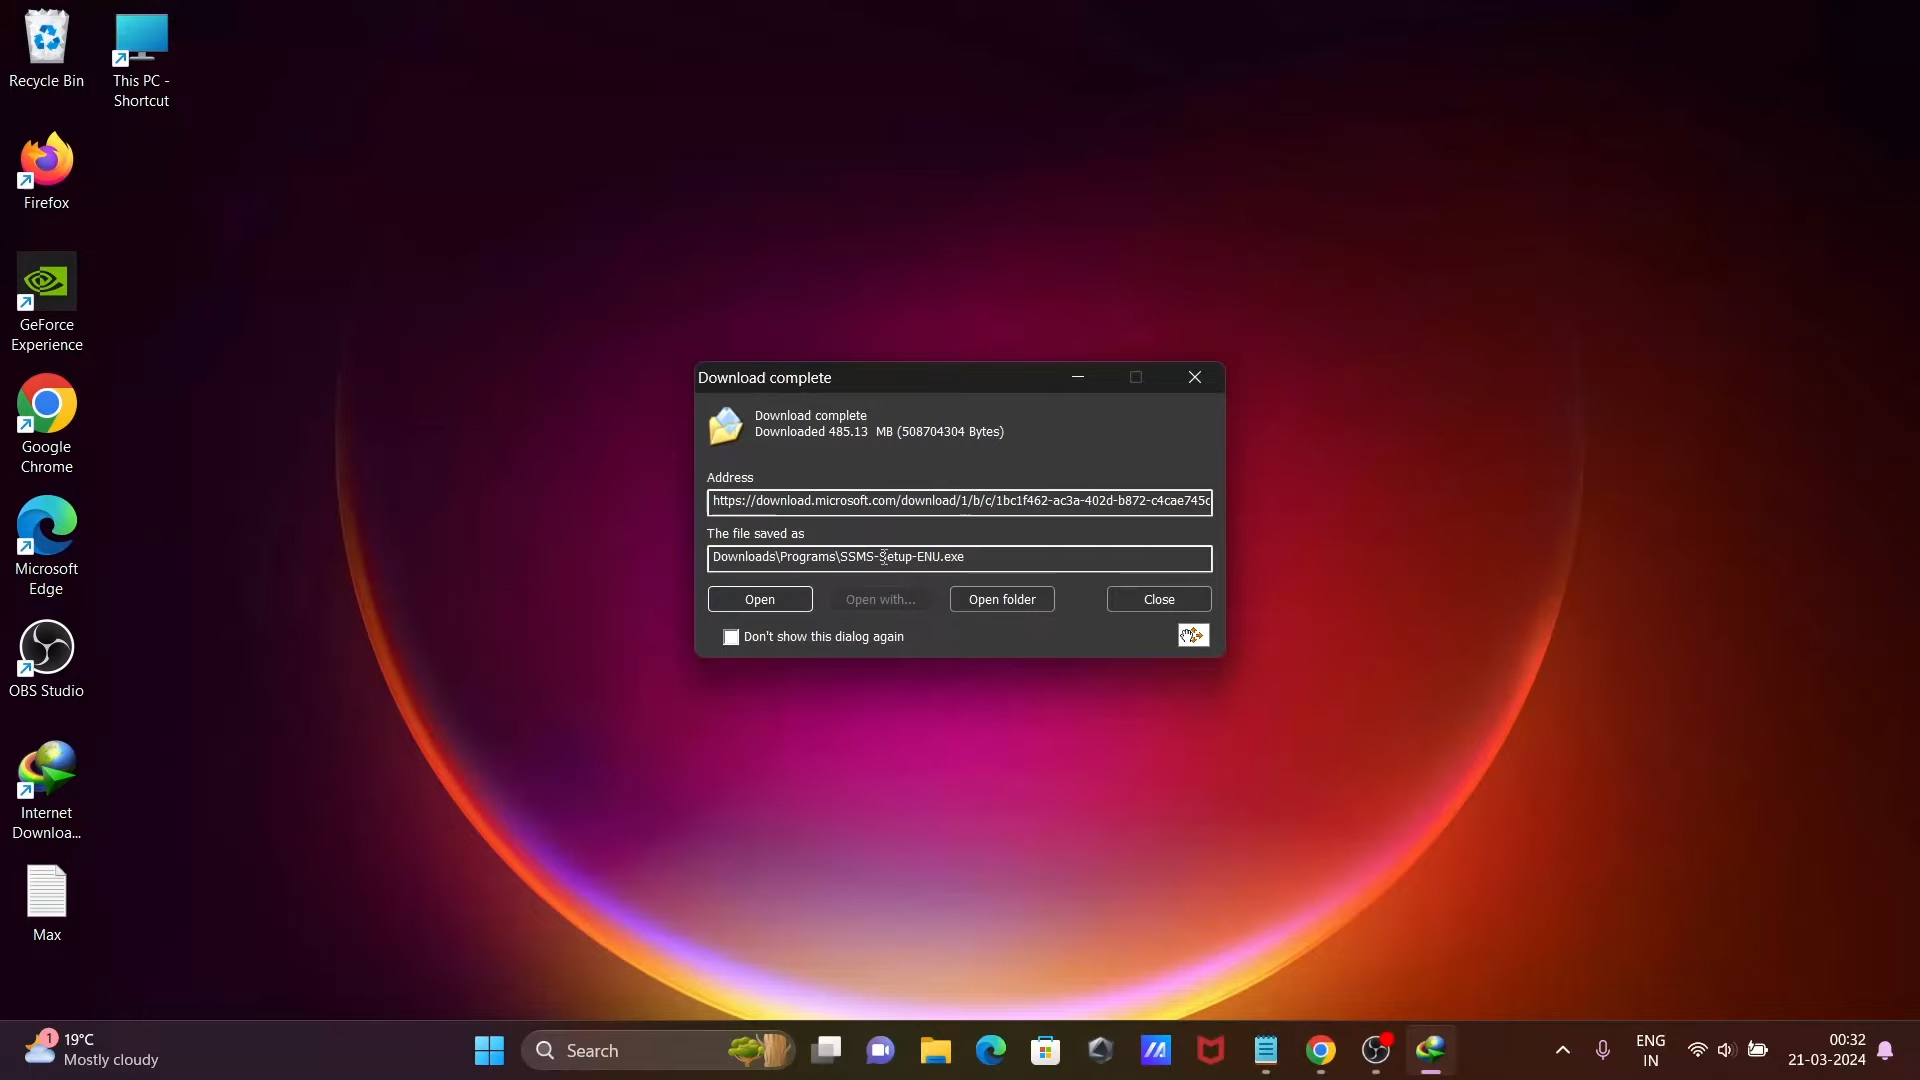 Recycle Bin
This PC -
Shortcut
Firefox
GeForce
Experience
Google
Chrome
Microsoft
Edge
OBS Studio
Internet
Downloa...
Max
Download complete
Download complete
Downloaded 485.13 MB (508704304 Bytes)
Address
https://download.microsoft.com/download/1/b/c/1bc1f462-ac3a-402d-b872-c4cae745c
The file saved as
Downloads\Programs\SSMS-Setup-ENU.exe
Open
Open with...
Open folder
Close
Don't show this dialog again
1
19°C
Mostly cloudy
Search
ENG
IN
00:32
21-03-2024